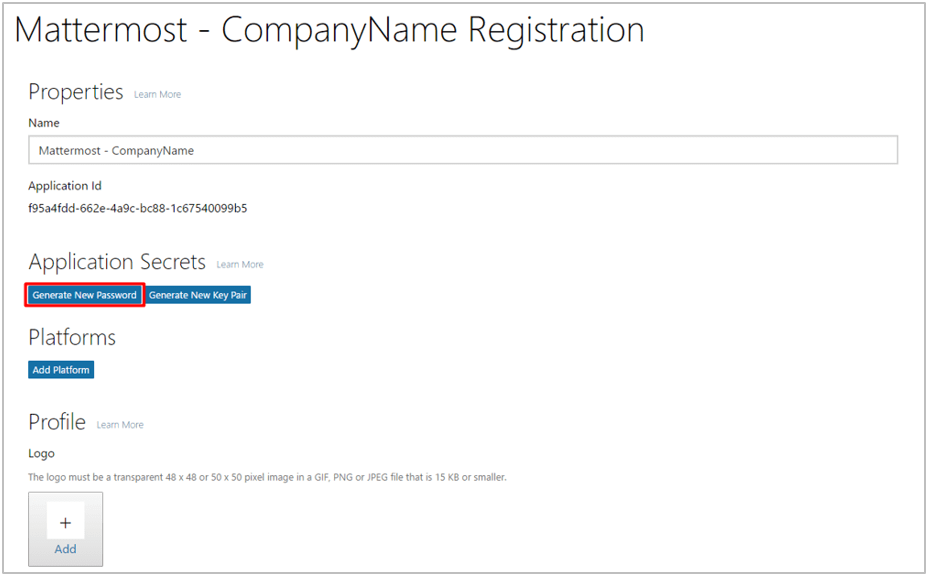 Mattermost - CompanyName Registration
Properties Learn More
Name
Mattermost - CompanyName
Application Id
f95a4fdd-662e-4a9c-bc88-1c67540099b5
Application Secrets Learn More
Generate New Password Generate New Key Pair
Platforms
Add Platform
Profile Learn More
Logo
The logo must be a transparent 48 x 48 or 50 x 50 pixel image in a GIF, PNG or JPEG file that is 15 KB or smaller.
+
Add